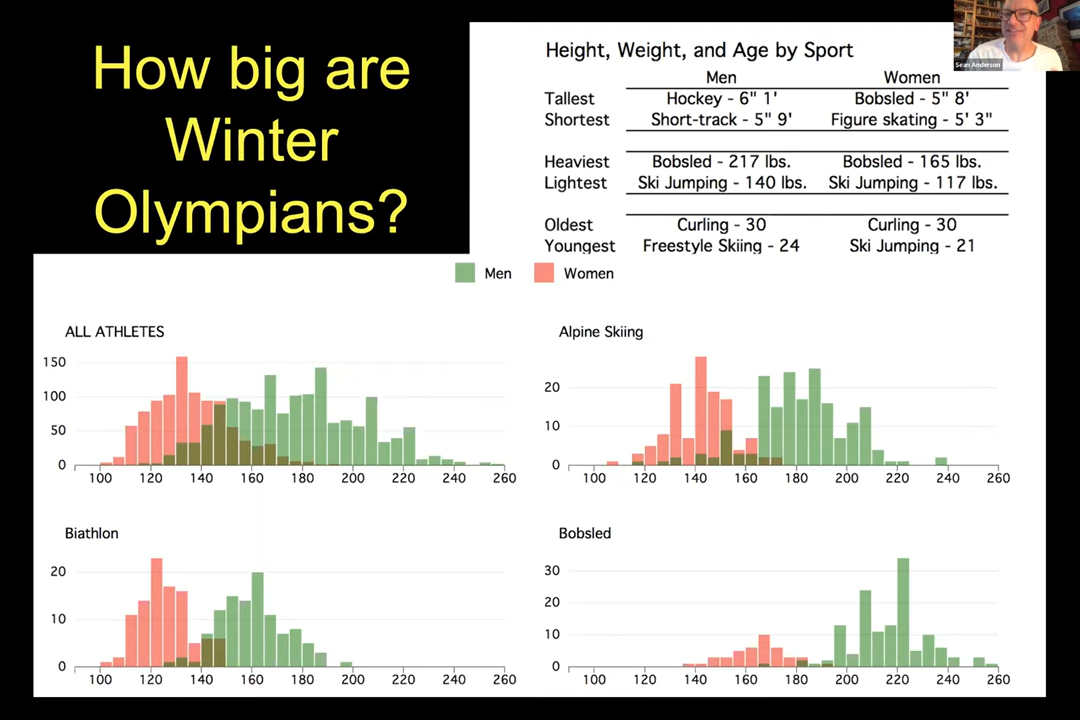 How big are
Winter
Olympians?
Sean Anderson
Height, Weight, and Age by Sport
Men Women
Tallest Hockey - 6" 1' Bobsled - 5" 8'
Shortest Short-track - 5" 9' Figure skating - 5' 3"
Heaviest Bobsled - 217 lbs. Bobsled - 165 lbs.
Lightest Ski Jumping - 140 lbs. Ski Jumping - 117 lbs.
Oldest Curling - 30 Curling - 30
Youngest Freestyle Skiing - 24 Ski Jumping - 21
Men Women
ALL ATHLETES
150
100
50
0
100 120 140 160 180 200 220 240 260
Alpine Skiing
20
10
0
100 120 140 160 180 200 220 240 260
Biathlon
20
10
0
100 120 140 160 180 200 220 240 260
Bobsled
30
20
10
0
100 120 140 160 180 200 220 240 260